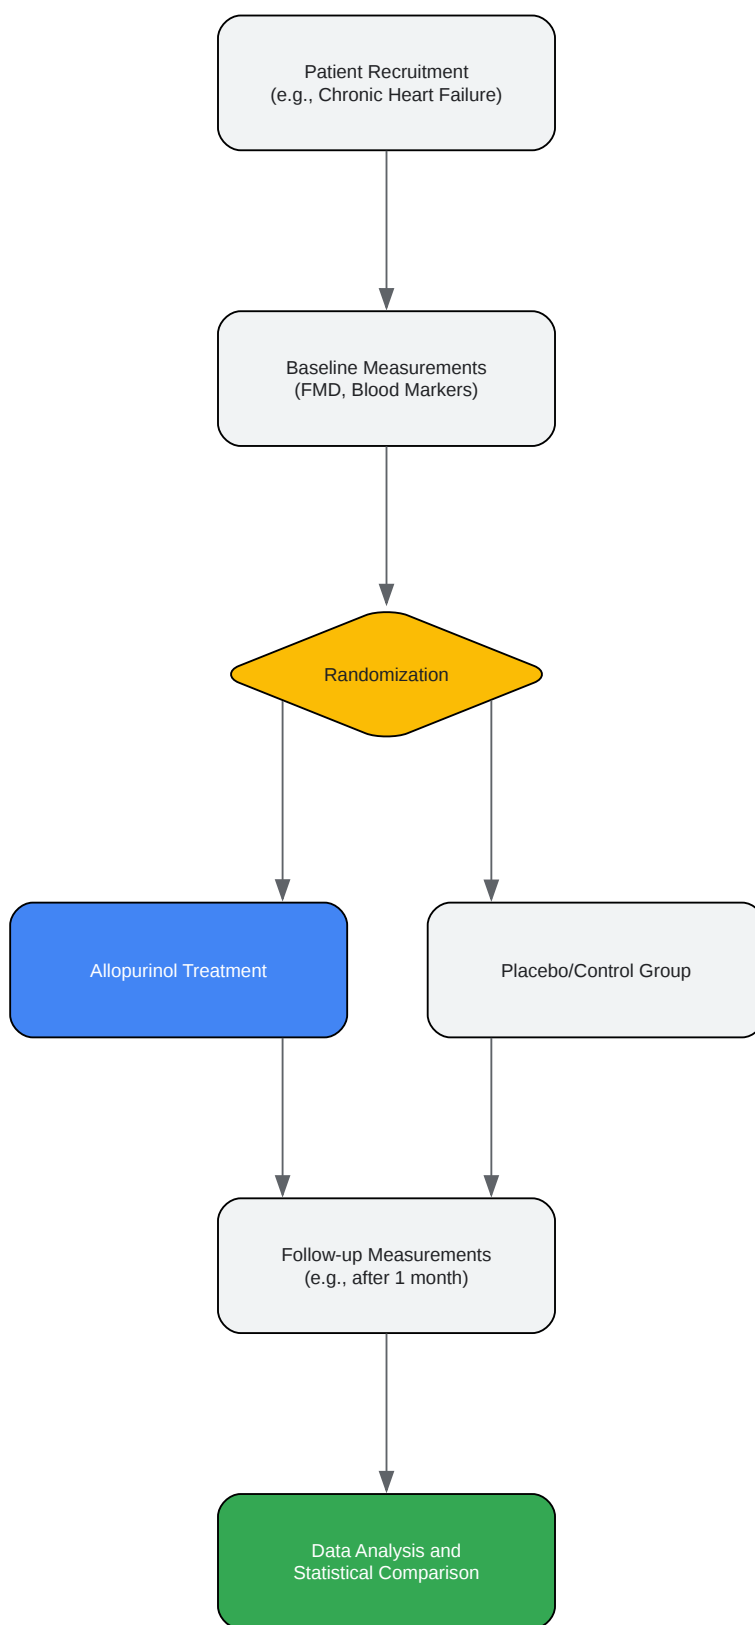 Patient Recruitment
(e.g., Chronic Heart Failure)
Baseline Measurements
(FMD, Blood Markers)
Randomization
Allopurinol Treatment
Placebo/Control Group
Follow-up Measurements
(e.g., after 1 month)
Data Analysis and
Statistical Comparison